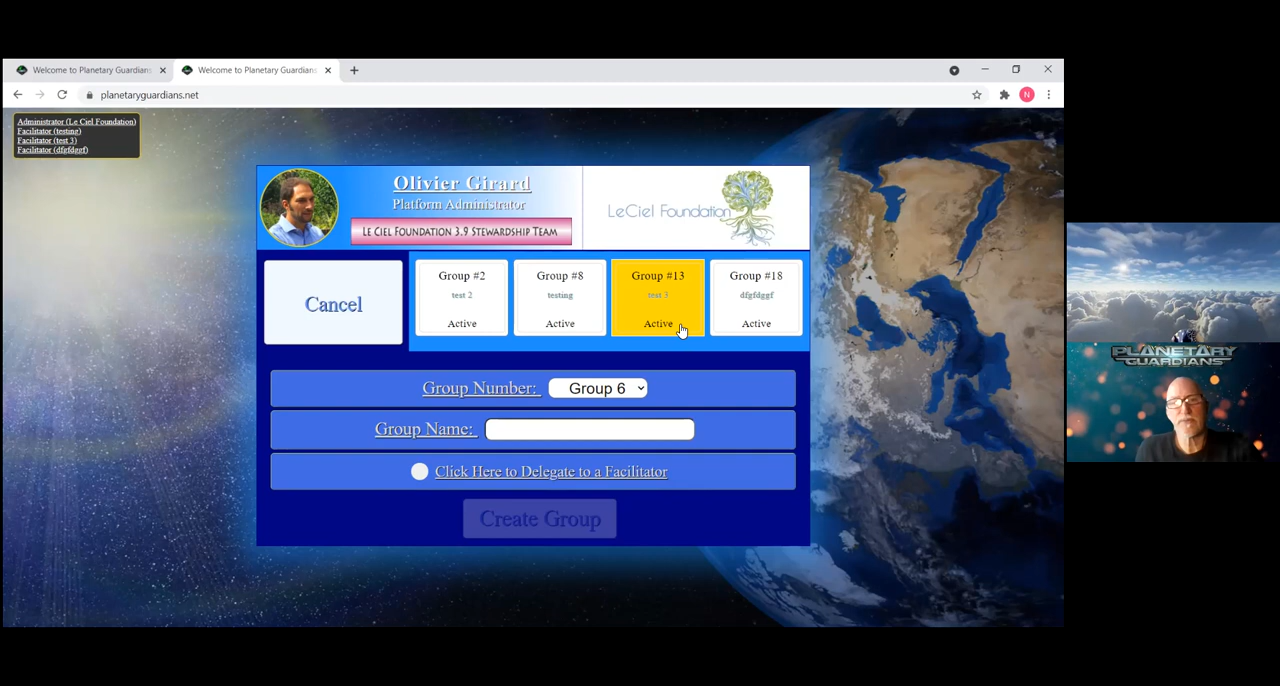 Welcome to Planetary Guardians
Welcome to Planetary Guardians
planetaryguardians.net
N
Administrator (Le Ciel Foundation)
Facilitator (testing)
Facilitator (test 3)
Facilitator (dfgfdggf)
Olivier Girard
Platform Administrator
LE CIEL FOUNDATION 3.9 STEWARDSHIP TEAM
LeCiel Foundation
Cancel
Group #2
test 2
Active
Group #8
testing
Active
Group #13
test 3
Active
Group #18
dfgfdggf
Active
Group Number:
Group 6
Group Name:
Click Here to Delegate to a Facilitator
Create Group
PLANETARY
GUARDIANS